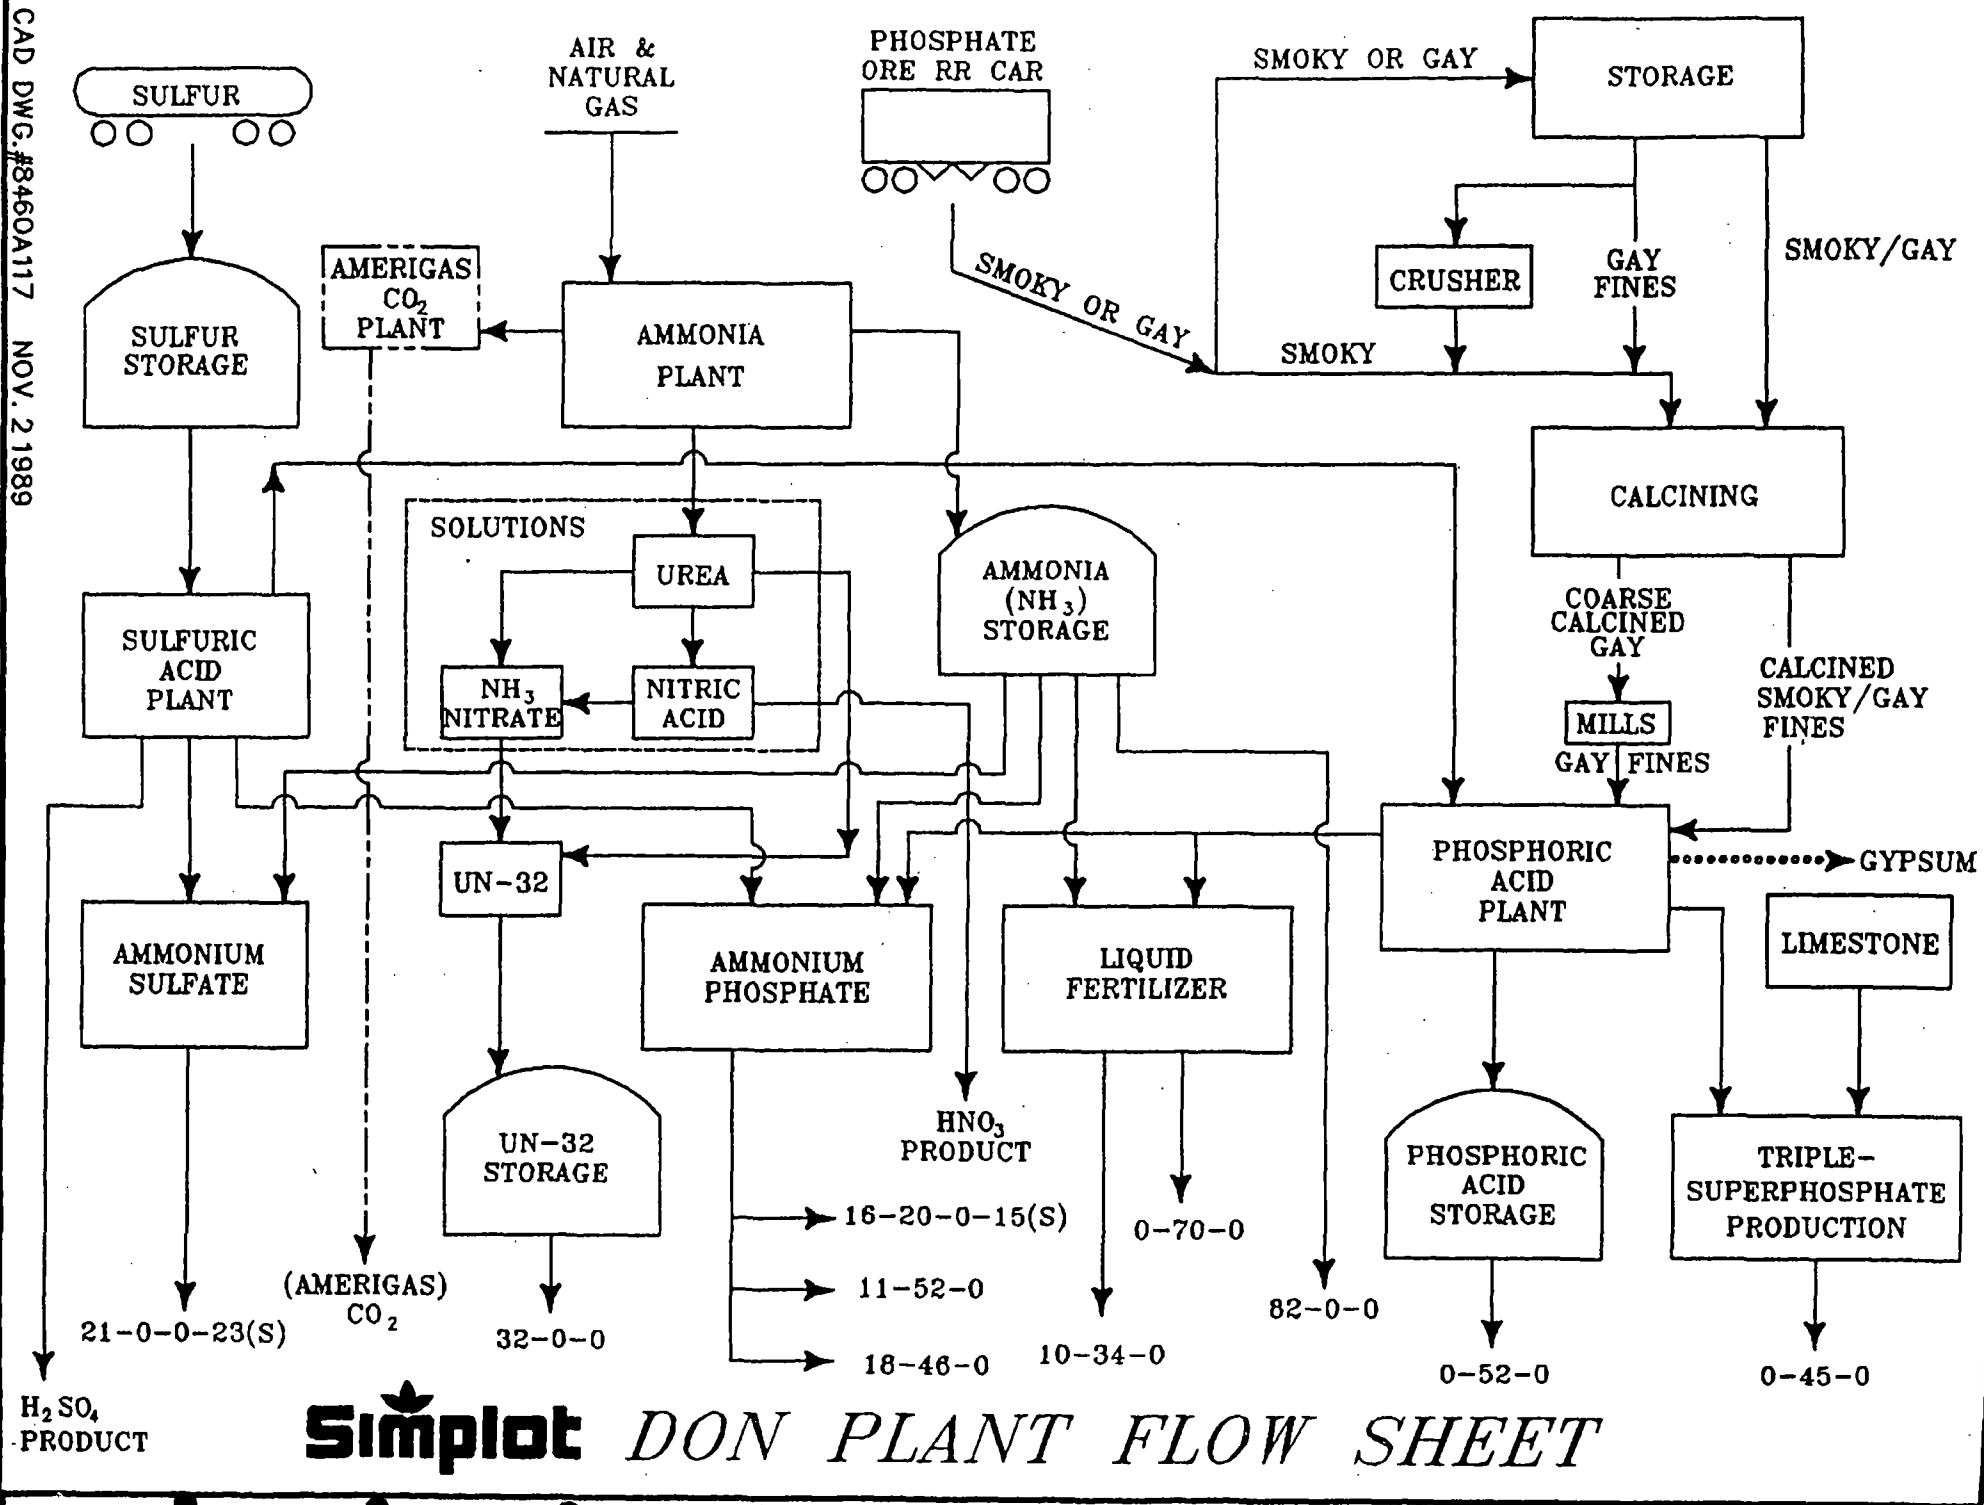 CAD DWG.#8460A117 NOV. 2 1989
SULFUR
AIR &
NATURAL
GAS
PHOSPHATE
ORE RR CAR
SMOKY OR GAY
STORAGE
AMERIGAS
CO2
PLANT
SULFUR
STORAGE
AMMONIA
PLANT
SMOKY OR GAY
CRUSHER
GAY
FINES
SMOKY/GAY
SMOKY
CALCINING
SOLUTIONS
UREA
AMMONIA
(NH3)
STORAGE
COARSE
CALCINED
GAY
SULFURIC
ACID
PLANT
NH3
NITRATE
NITRIC
ACID
CALCINED
SMOKY/GAY
FINES
MILLS
GAY FINES
UN-32
PHOSPHORIC
ACID
PLANT
GYPSUM
AMMONIUM
SULFATE
AMMONIUM
PHOSPHATE
LIQUID
FERTILIZER
LIMESTONE
UN-32
STORAGE
HNO3
PRODUCT
PHOSPHORIC
ACID
STORAGE
TRIPLE-
SUPERPHOSPHATE
PRODUCTION
16-20-0-15(S)
0-70-0
11-52-0
18-46-0
(AMERIGAS)
CO2
21-0-0-23(S)
32-0-0
10-34-0
82-0-0
0-52-0
0-45-0
H2SO4
PRODUCT
Simplot DON PLANT FLOW SHEET